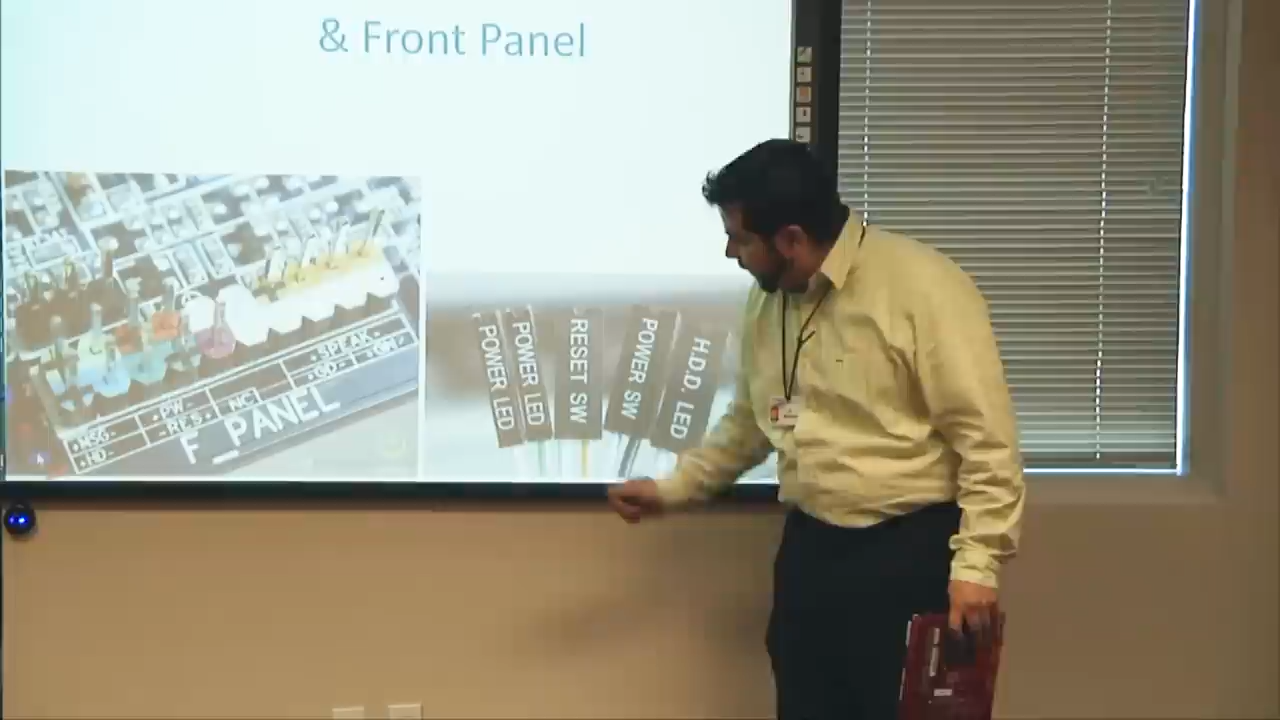 & Front Panel
+SPEAK-
+PW-
NC
+MSG-
+RES-
+HD-
F_PANEL
POWER LED
POWER LED
RESET SW
POWER SW
H.D.D. LED